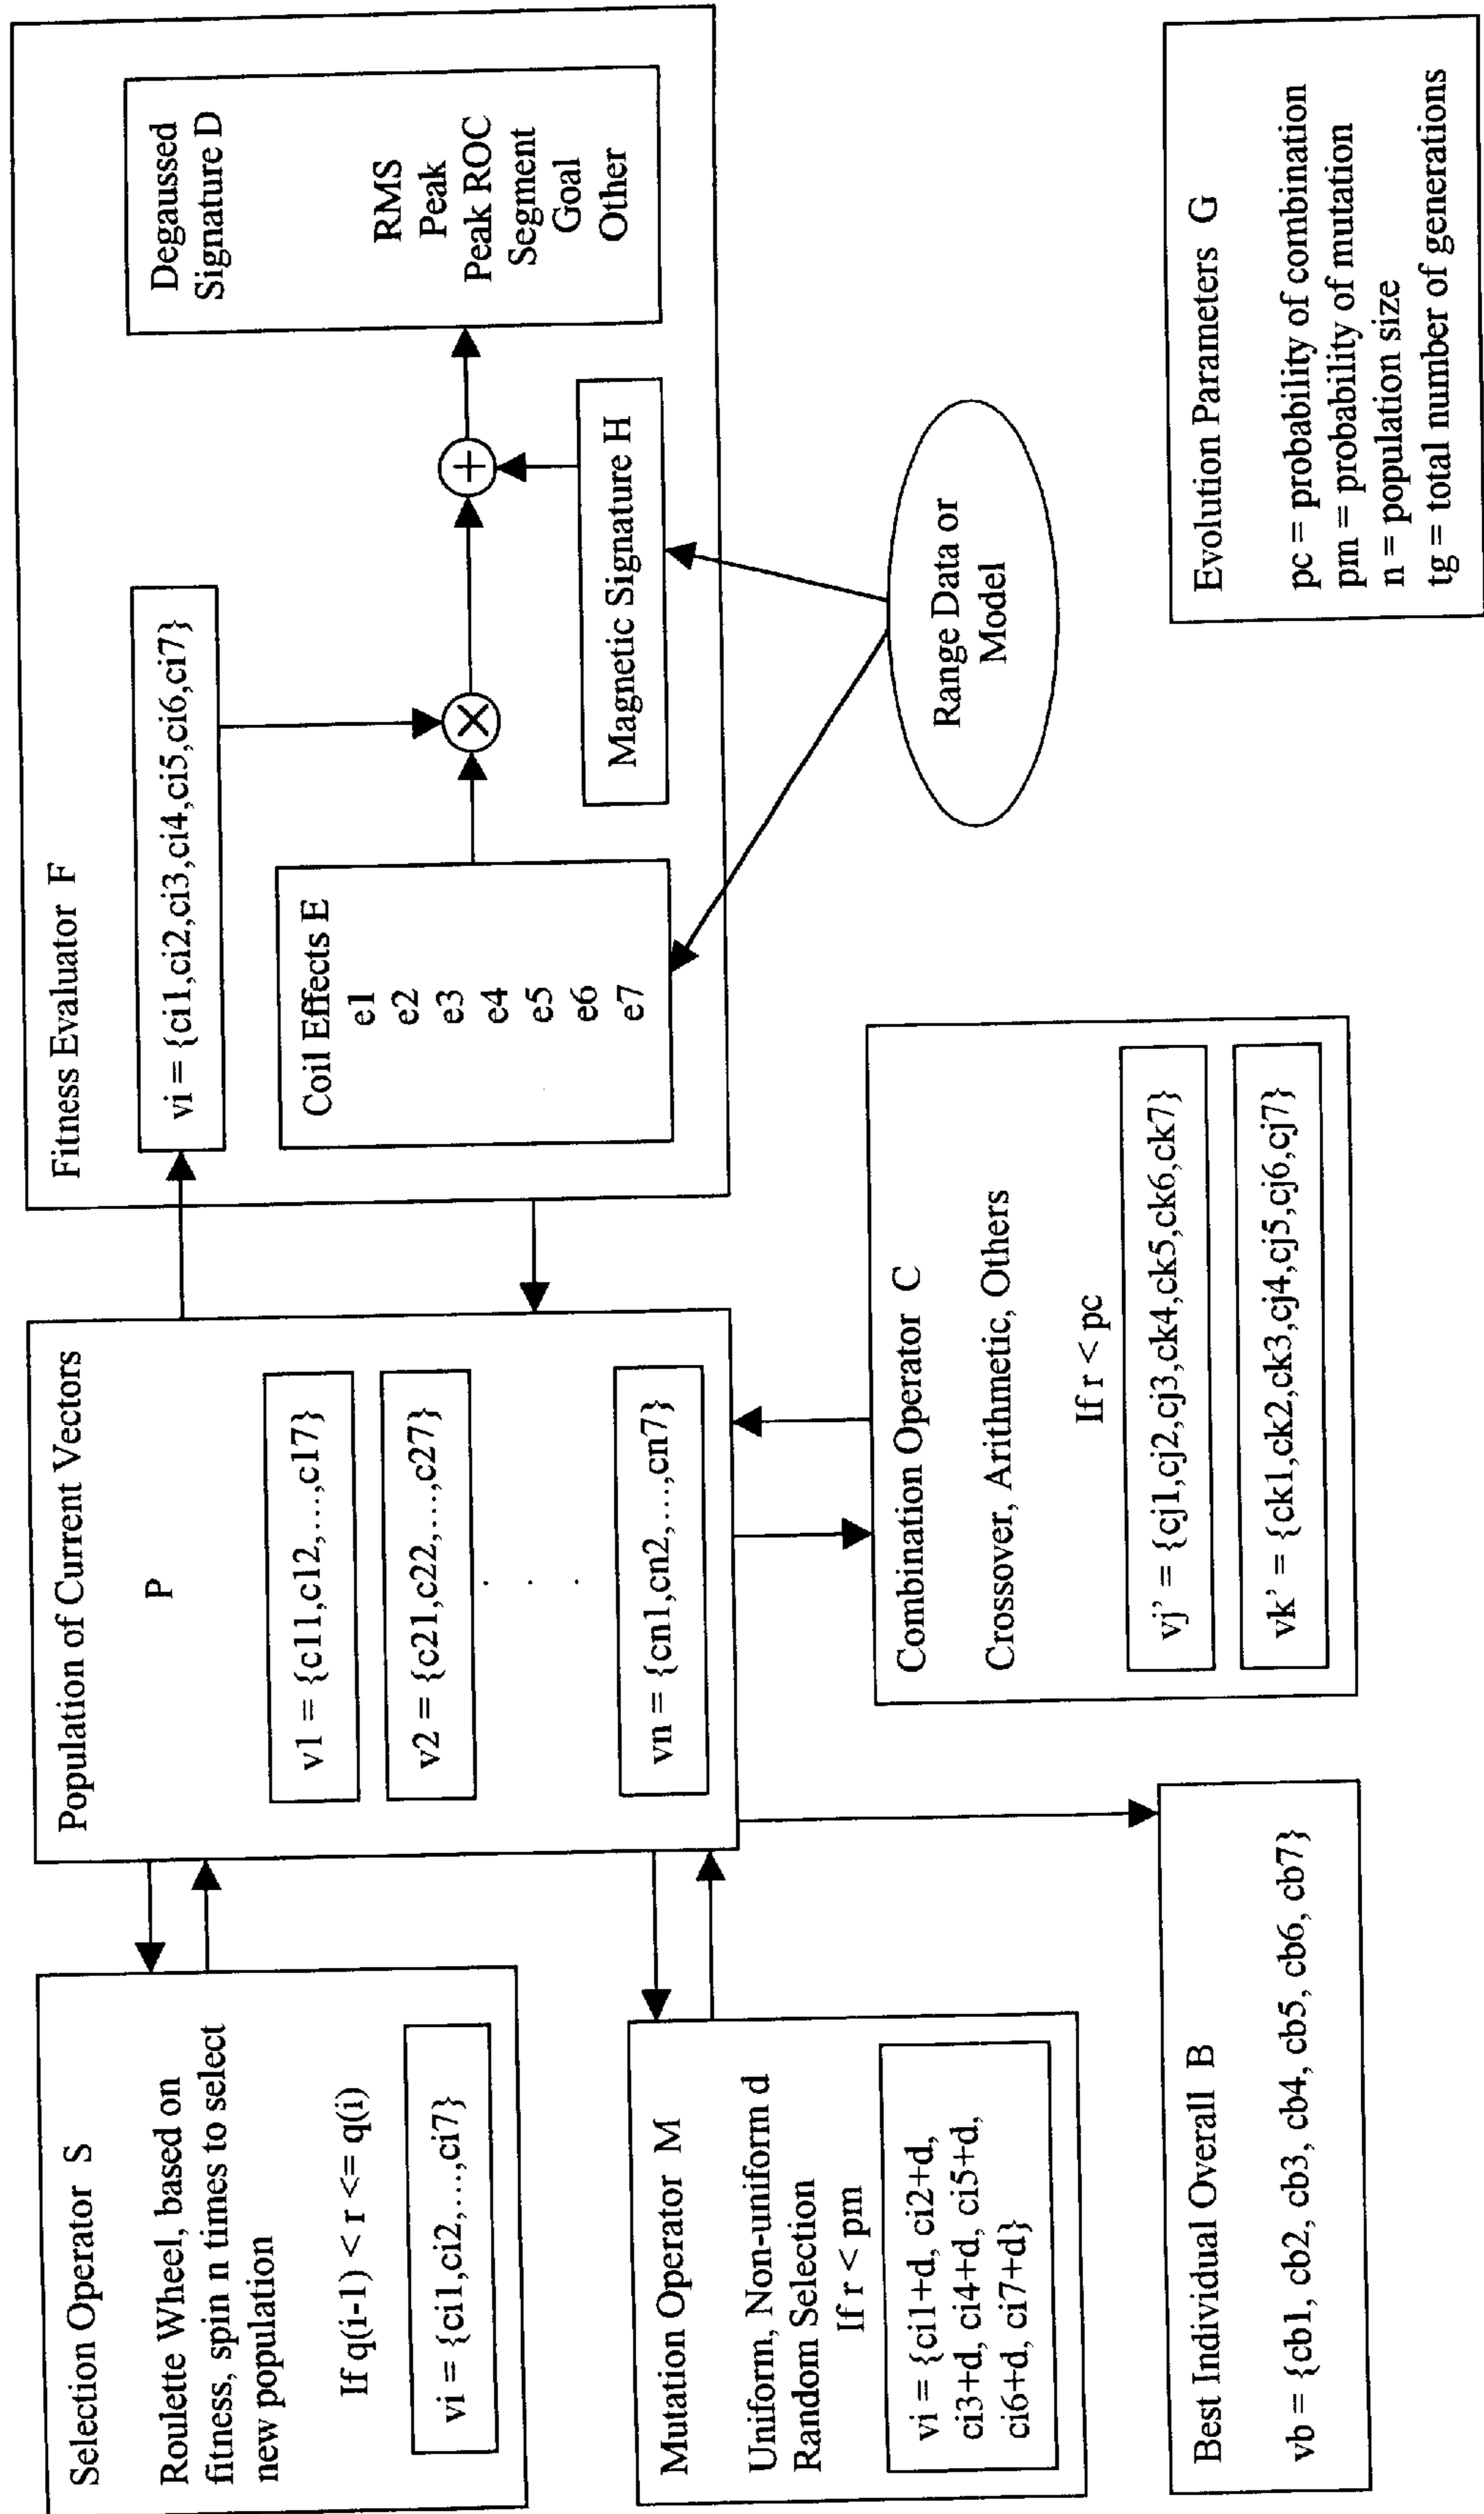 Selection Operator S
Roulette Wheel, based on
fitness, spin n times to select
new population
If q(i-1) < r <= q(i)
vi = {ci1,ci2,...,ci7}
Population of Current Vectors
P
v1 = {c11,c12,...,c17}
v2 = {c21,c22,...,c27}
.
.
.
vn = {cn1,cn2,...,cn7}
Fitness Evaluator F
vi = {ci1,ci2,ci3,ci4,ci5,ci6,ci7}
Coil Effects E
e1
e2
e3
e4
e5
e6
e7
×
+
Magnetic Signature H
Degaussed
Signature D
RMS
Peak
Peak ROC
Segment
Goal
Other
Mutation Operator M
Uniform, Non-uniform d
Random Selection
If r < pm
vi = {ci1+d, ci2+d,
ci3+d, ci4+d, ci5+d,
ci6+d, ci7+d}
Combination Operator C
Crossover, Arithmetic, Others
If r < pc
vj’ = {cj1,cj2,cj3,ck4,ck5,ck6,ck7}
vk’ = {ck1,ck2,ck3,cj4,cj5,cj6,cj7}
Range Data or
Model
Best Individual Overall B
vb = {cb1, cb2, cb3, cb4, cb5, cb6, cb7}
Evolution Parameters G
pc = probability of combination
pm = probability of mutation
n = population size
tg = total number of generations